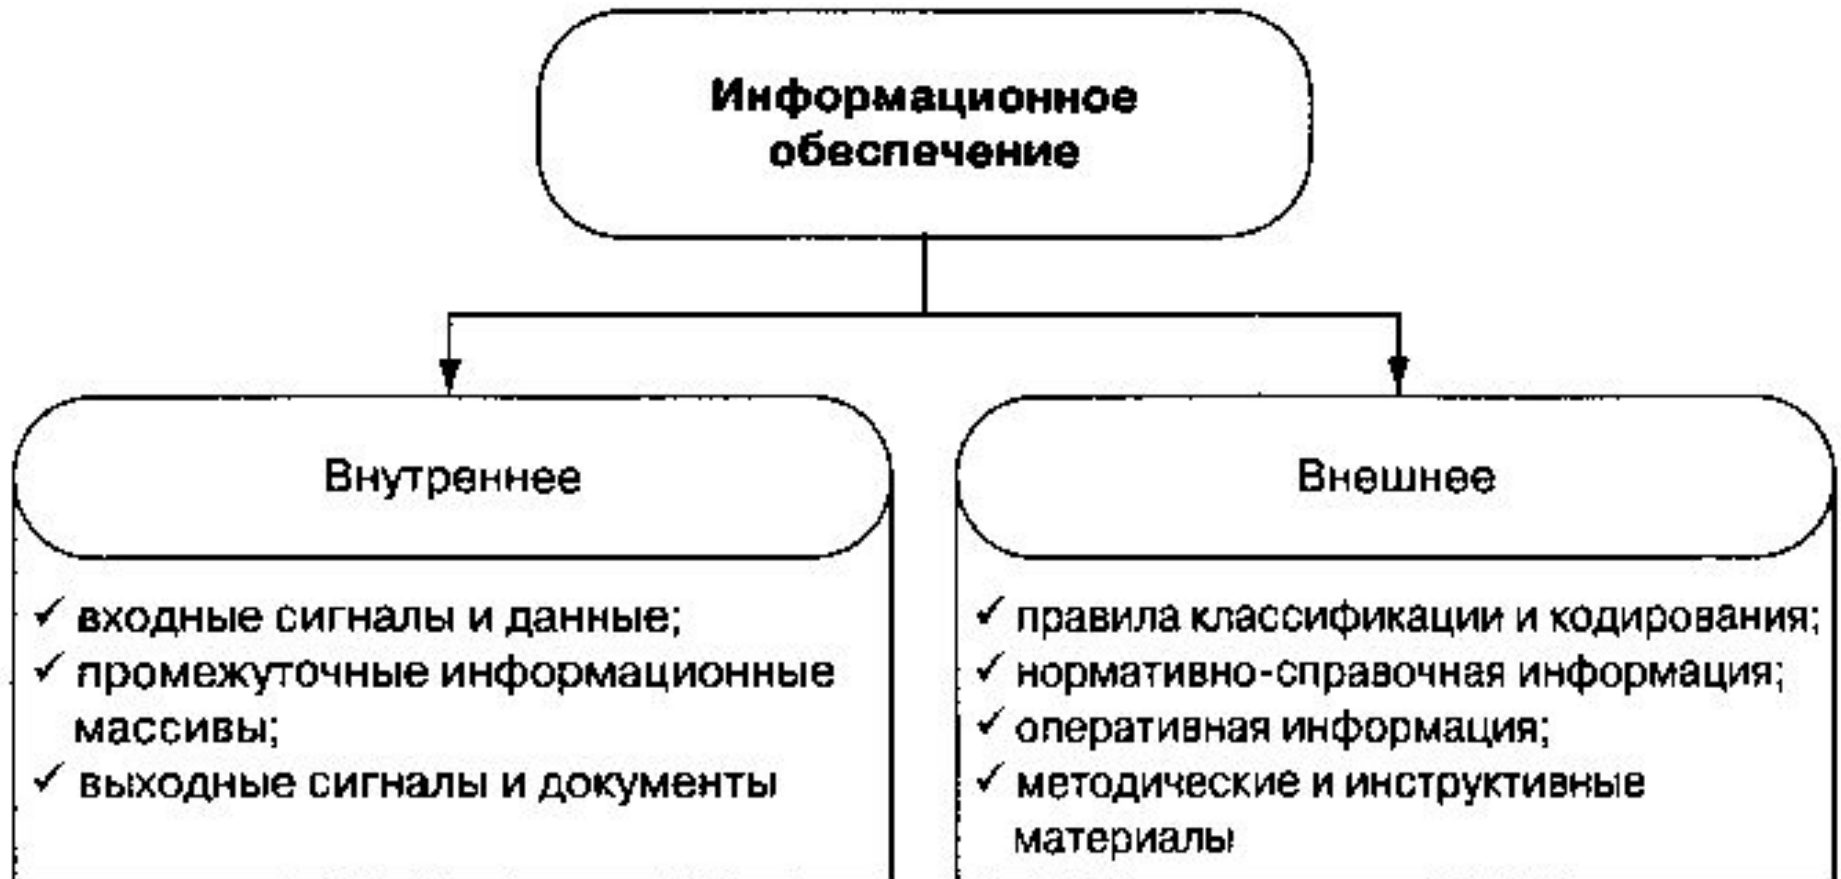 Информационное
обеспечение
Внутреннее
✓ входные сигналы и данные;
✓ промежуточные информационные
массивы;
✓ выходные сигналы и документы
Внешнее
✓ правила классификации и кодирования;
✓ нормативно-справочная информация;
✓ оперативная информация;
✓ методические и инструктивные
материалы